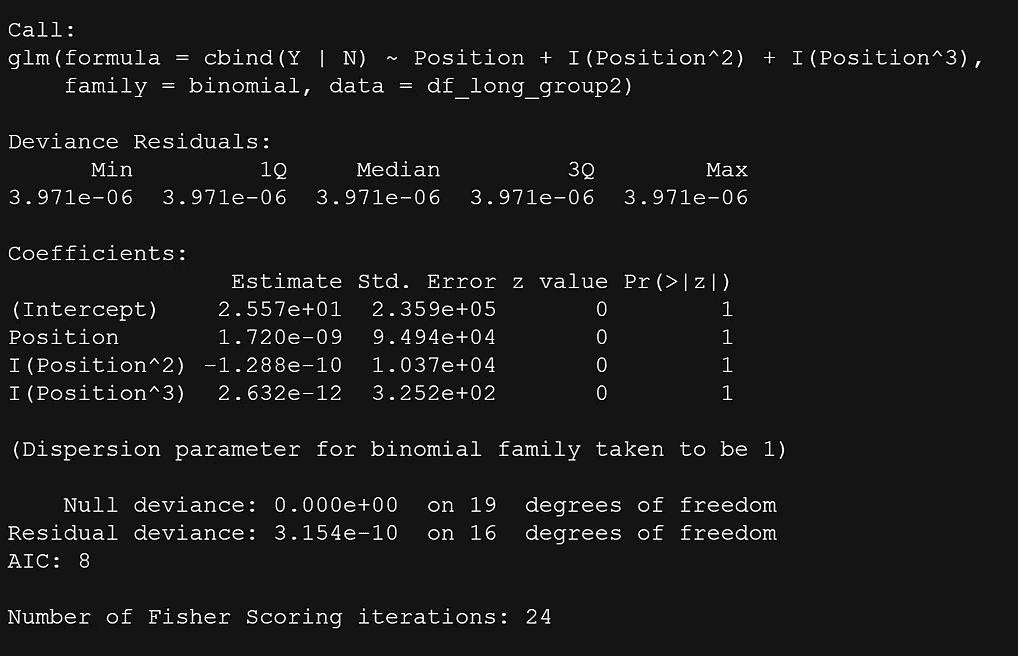 Call:
glm(formula = cbind(Y | N) ~ Position + I(Position^2) + I(Position^3),
    family = binomial, data = df_long_group2)
Deviance Residuals:
      Min         1Q     Median         3Q        Max
3.971e-06  3.971e-06  3.971e-06  3.971e-06  3.971e-06
Coefficients:
                Estimate Std. Error z value Pr(>|z|)
(Intercept)    2.557e+01  2.359e+05       0        1
Position       1.720e-09  9.494e+04       0        1
I(Position^2) -1.288e-10  1.037e+04       0        1
I(Position^3)  2.632e-12  3.252e+02       0        1
(Dispersion parameter for binomial family taken to be 1)
    Null deviance: 0.000e+00  on 19  degrees of freedom
Residual deviance: 3.154e-10  on 16  degrees of freedom
AIC: 8
Number of Fisher Scoring iterations: 24